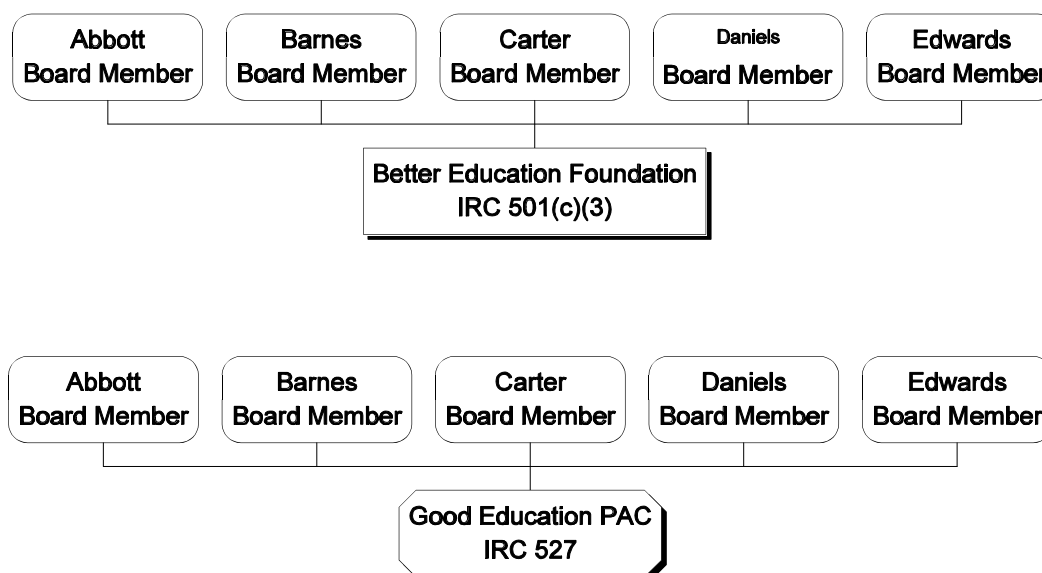 Abbott
Board Member
Barnes
Board Member
Carter
Board Member
Daniels
Board Member
Edwards
Board Member
Better Education Foundation
IRC 501(c)(3)
Abbott
Board Member
Barnes
Board Member
Carter
Board Member
Daniels
Board Member
Edwards
Board Member
Good Education PAC
IRC 527